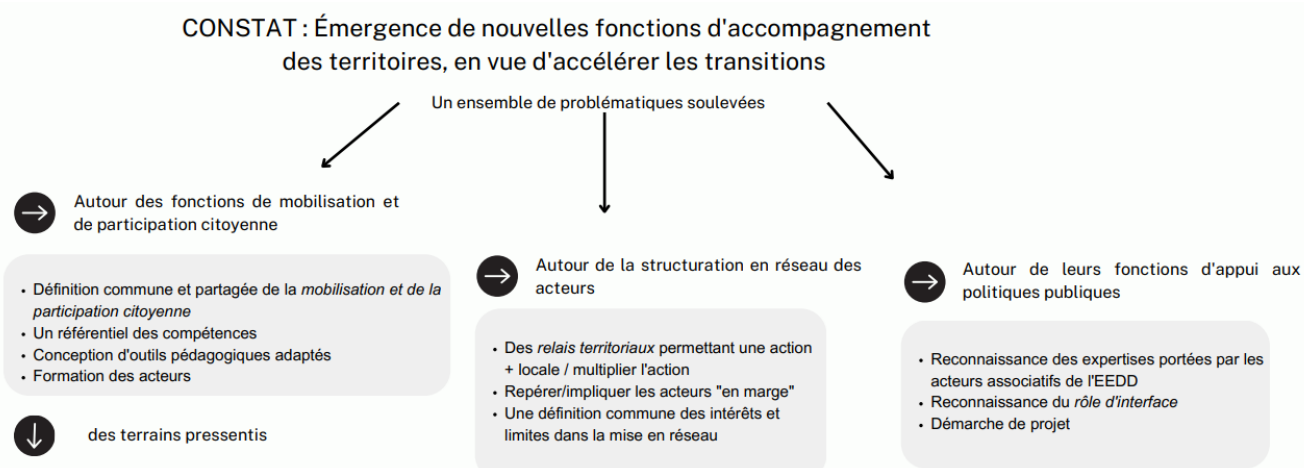 CONSTAT : Émergence de nouvelles fonctions d'accompagnement
des territoires, en vue d'accélérer les transitions
Un ensemble de problématiques soulevées
Autour des fonctions de mobilisation et
de participation citoyenne
• Définition commune et partagée de la mobilisation et de la
participation citoyenne
• Un référentiel des compétences
• Conception d'outils pédagogiques adaptés
• Formation des acteurs
des terrains pressentis
Autour de la structuration en réseau des
acteurs
• Des relais territoriaux permettant une action
+ locale / multiplier l'action
• Repérer/impliquer les acteurs "en marge"
• Une définition commune des intérêts et
limites dans la mise en réseau
Autour de leurs fonctions d'appui aux
politiques publiques
• Reconnaissance des expertises portées par les
acteurs associatifs de l'EEDD
• Reconnaissance du rôle d'interface
• Démarche de projet